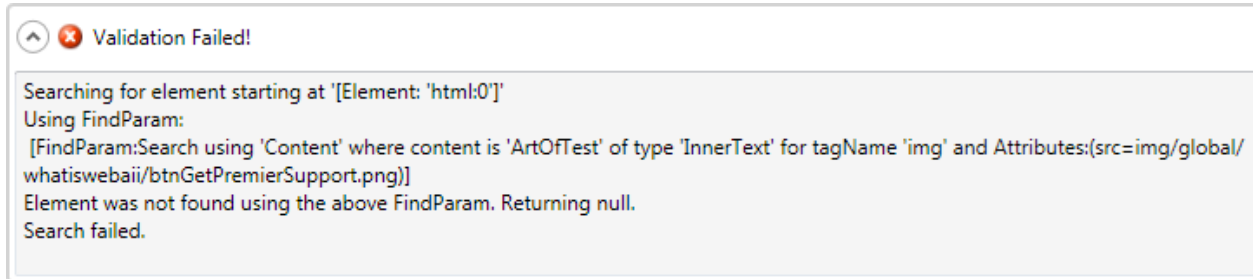 Validation Failed!
Searching for element starting at '[Element: 'html:0']'
Using FindParam:
[FindParam:Search using 'Content' where content is 'ArtOfTest' of type 'InnerText' for tagName 'img' and Attributes:(src=img/global/
whatiswebaii/btnGetPremierSupport.png)]
Element was not found using the above FindParam. Returning null.
Search failed.